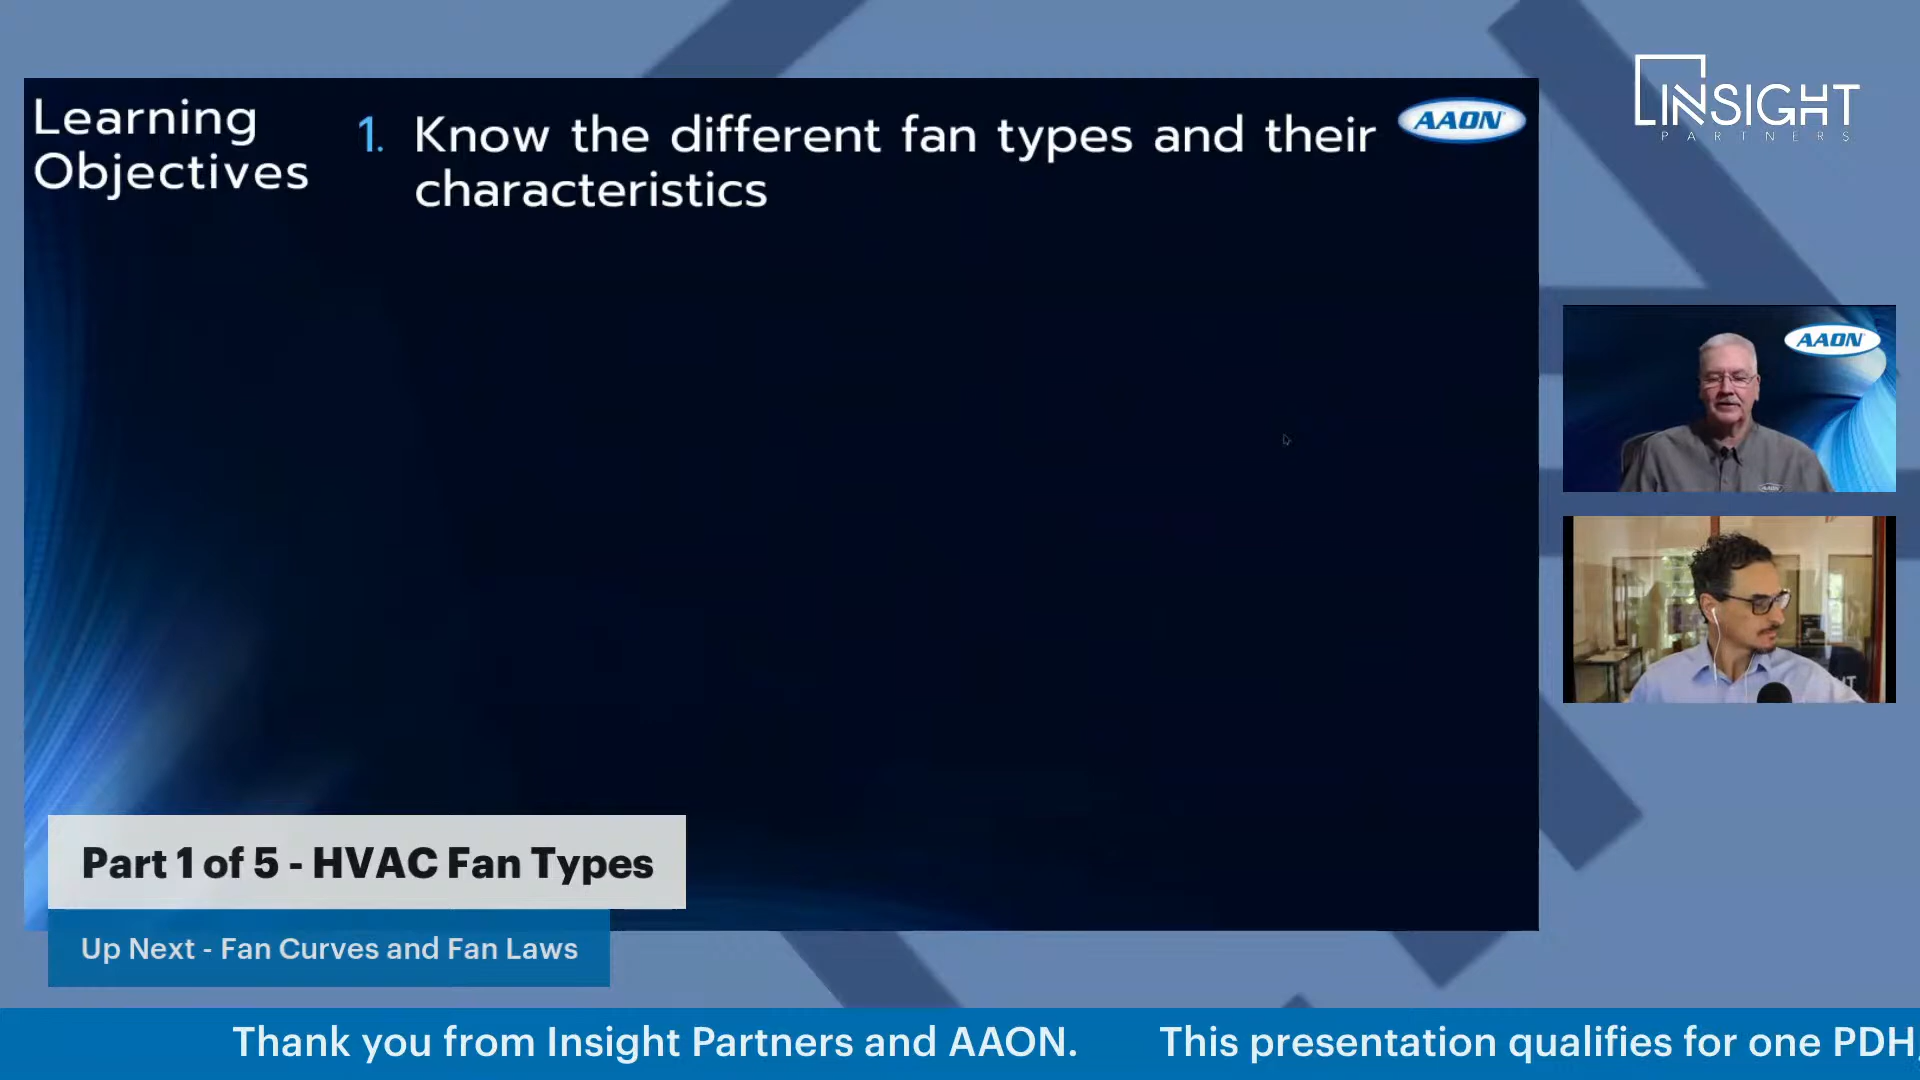 Learning
Objectives
1. Know the different fan types and their
characteristics
AAON
INSIGHT
PARTNERS
AAON
AAON
Part 1 of 5 - HVAC Fan Types
Up Next - Fan Curves and Fan Laws
Thank you from Insight Partners and AAON. This presentation qualifies for one PDH,